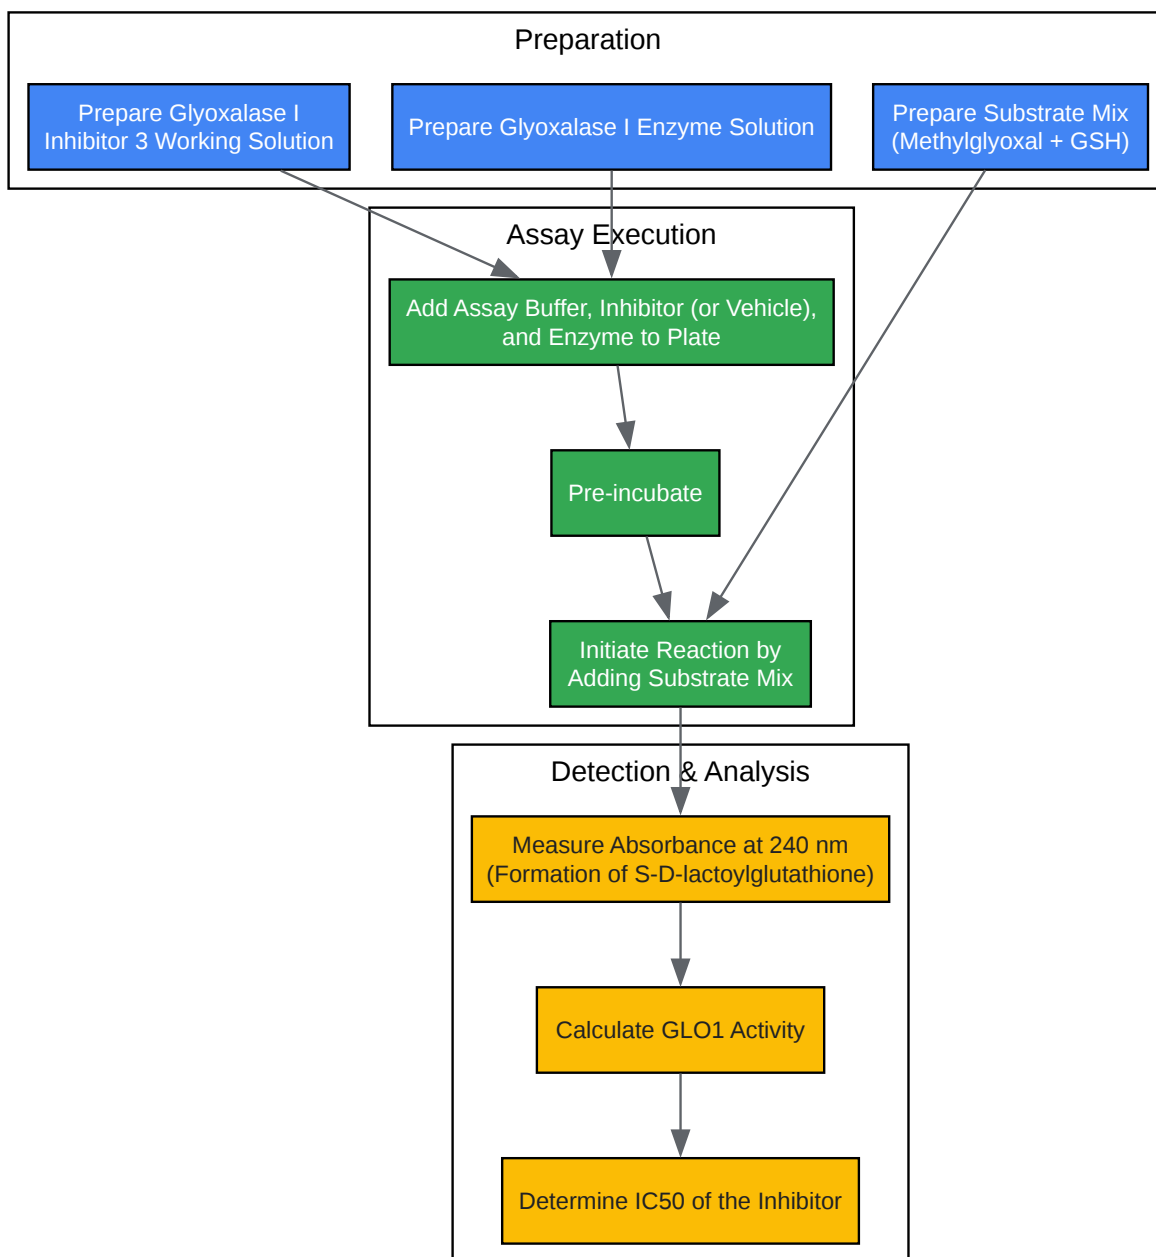 Preparation
Prepare Glyoxalase I
Inhibitor 3 Working Solution
Prepare Glyoxalase I Enzyme Solution
Prepare Substrate Mix
(Methylglyoxal + GSH)
Assay Execution
Add Assay Buffer, Inhibitor (or Vehicle),
and Enzyme to Plate
Pre-incubate
Initiate Reaction by
Adding Substrate Mix
Detection & Analysis
Measure Absorbance at 240 nm
(Formation of S-D-lactoylglutathione)
Calculate GLO1 Activity
Determine IC50 of the Inhibitor